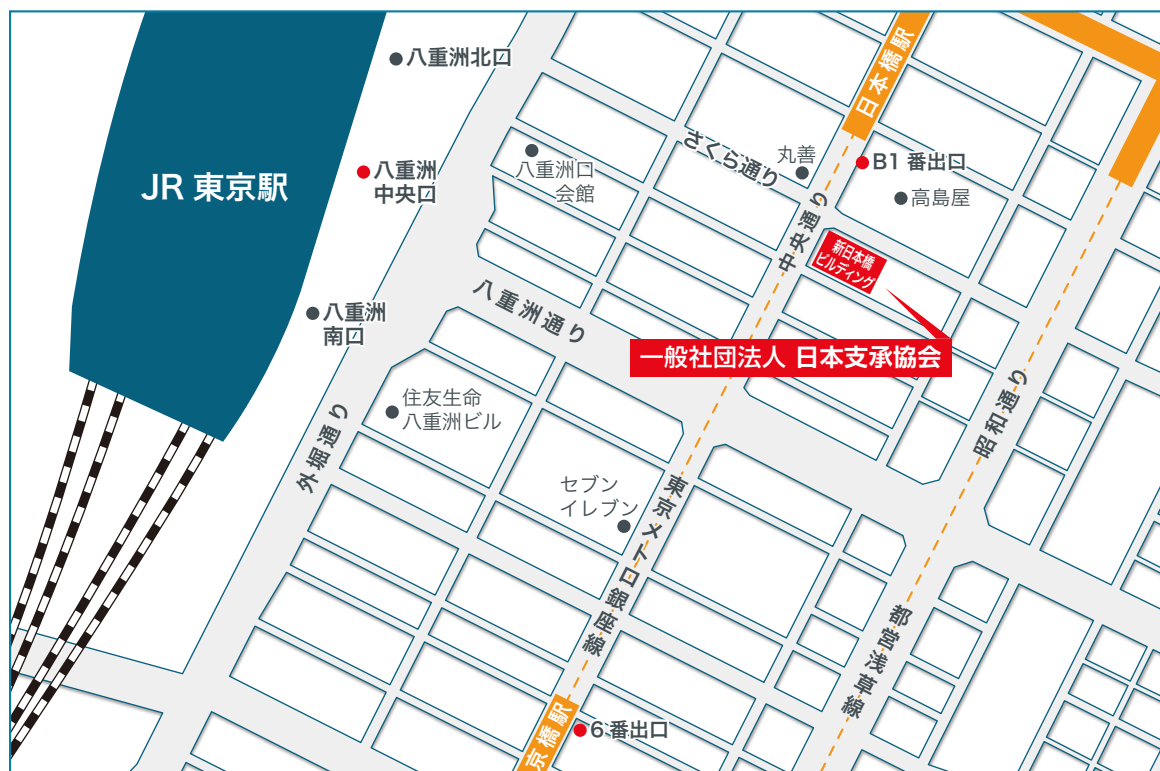 日本橋駅
八重洲北口
さくら通り
丸善
B1 番出口
八重洲口
会館
八重洲
中央口
JR 東京駅
高島屋
中央通り
新日本橋
ビルディング
八重洲通り
八重洲
南口
一般社団法人 日本支承協会
住友生命
八重洲ビル
昭和通り
外堀通り
セブン
イレブン
東京メトロ銀座線
都営浅草線
京橋駅
6 番出口